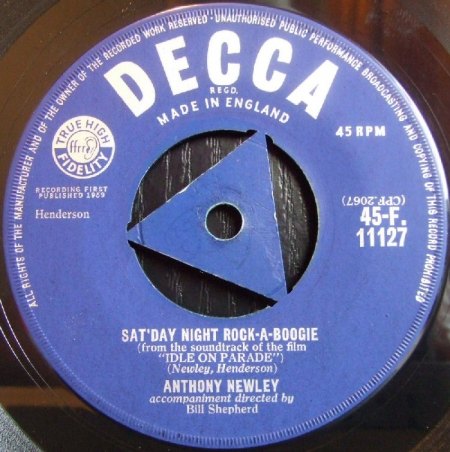 ALL RIGHTS OF THE MANUFACTURER AND OF THE OWNER OF THE RECORDED WORK RESERVED · UNAUTHORISED PUBLIC PERFORMANCE BROADCASTING AND COPYING OF THIS RECORD PROHIBITED
DECCA
REGD.
MADE IN ENGLAND
TRUE HIGH
ffrr
FIDELITY
45 RPM
RECORDING FIRST
PUBLISHED 1959
Henderson
(CPF.2067)
45-F.
11127
SAT'DAY NIGHT ROCK-A-BOOGIE
(from the soundtrack of the film
"IDLE ON PARADE")
(Newley, Henderson)
ANTHONY NEWLEY
accompaniment directed by
Bill Shepherd